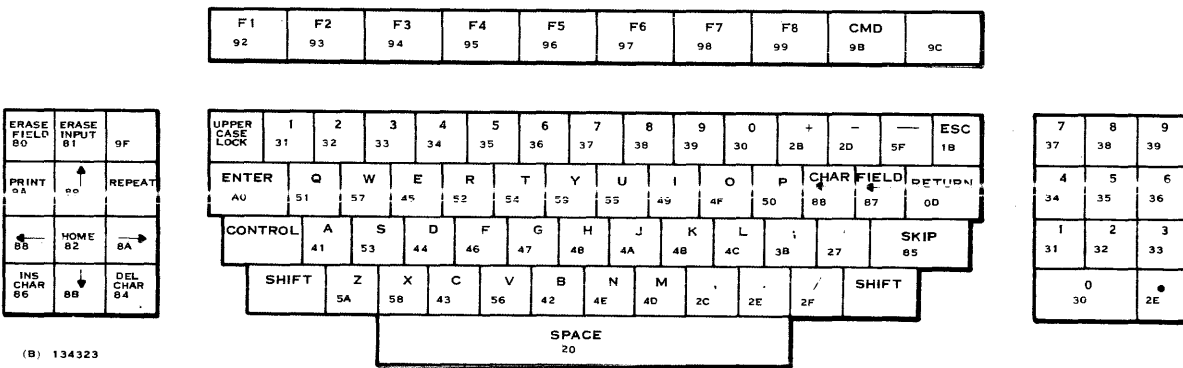 F1 F2 F3 F4 F5 F6 F7 F8 CMD
92 93 94 95 96 97 98 99 9B 9C
ERASE FIELD 80 ERASE INPUT 81 9F
PRINT 9A REPEAT
88 HOME 82 8A
INS CHAR 86 8B DEL CHAR 84
UPPER CASE LOCK 1 2 3 4 5 6 7 8 9 0 + - — ESC
31 32 33 34 35 36 37 38 39 30 2B 2D 5F 1B
ENTER Q W E R T Y U I O P CHAR FIELD RETURN
A0 51 57 45 52 54 59 55 49 4F 50 88 87 0D
CONTROL A S D F G H J K L ; ' SKIP
41 53 44 46 47 48 4A 4B 4C 3B 27 85
SHIFT Z X C V B N M , . / SHIFT
5A 58 43 56 42 4E 4D 2C 2E 2F
SPACE
20
7 8 9
37 38 39
4 5 6
34 35 36
1 2 3
31 32 33
0 •
30 2E
(B) 134323